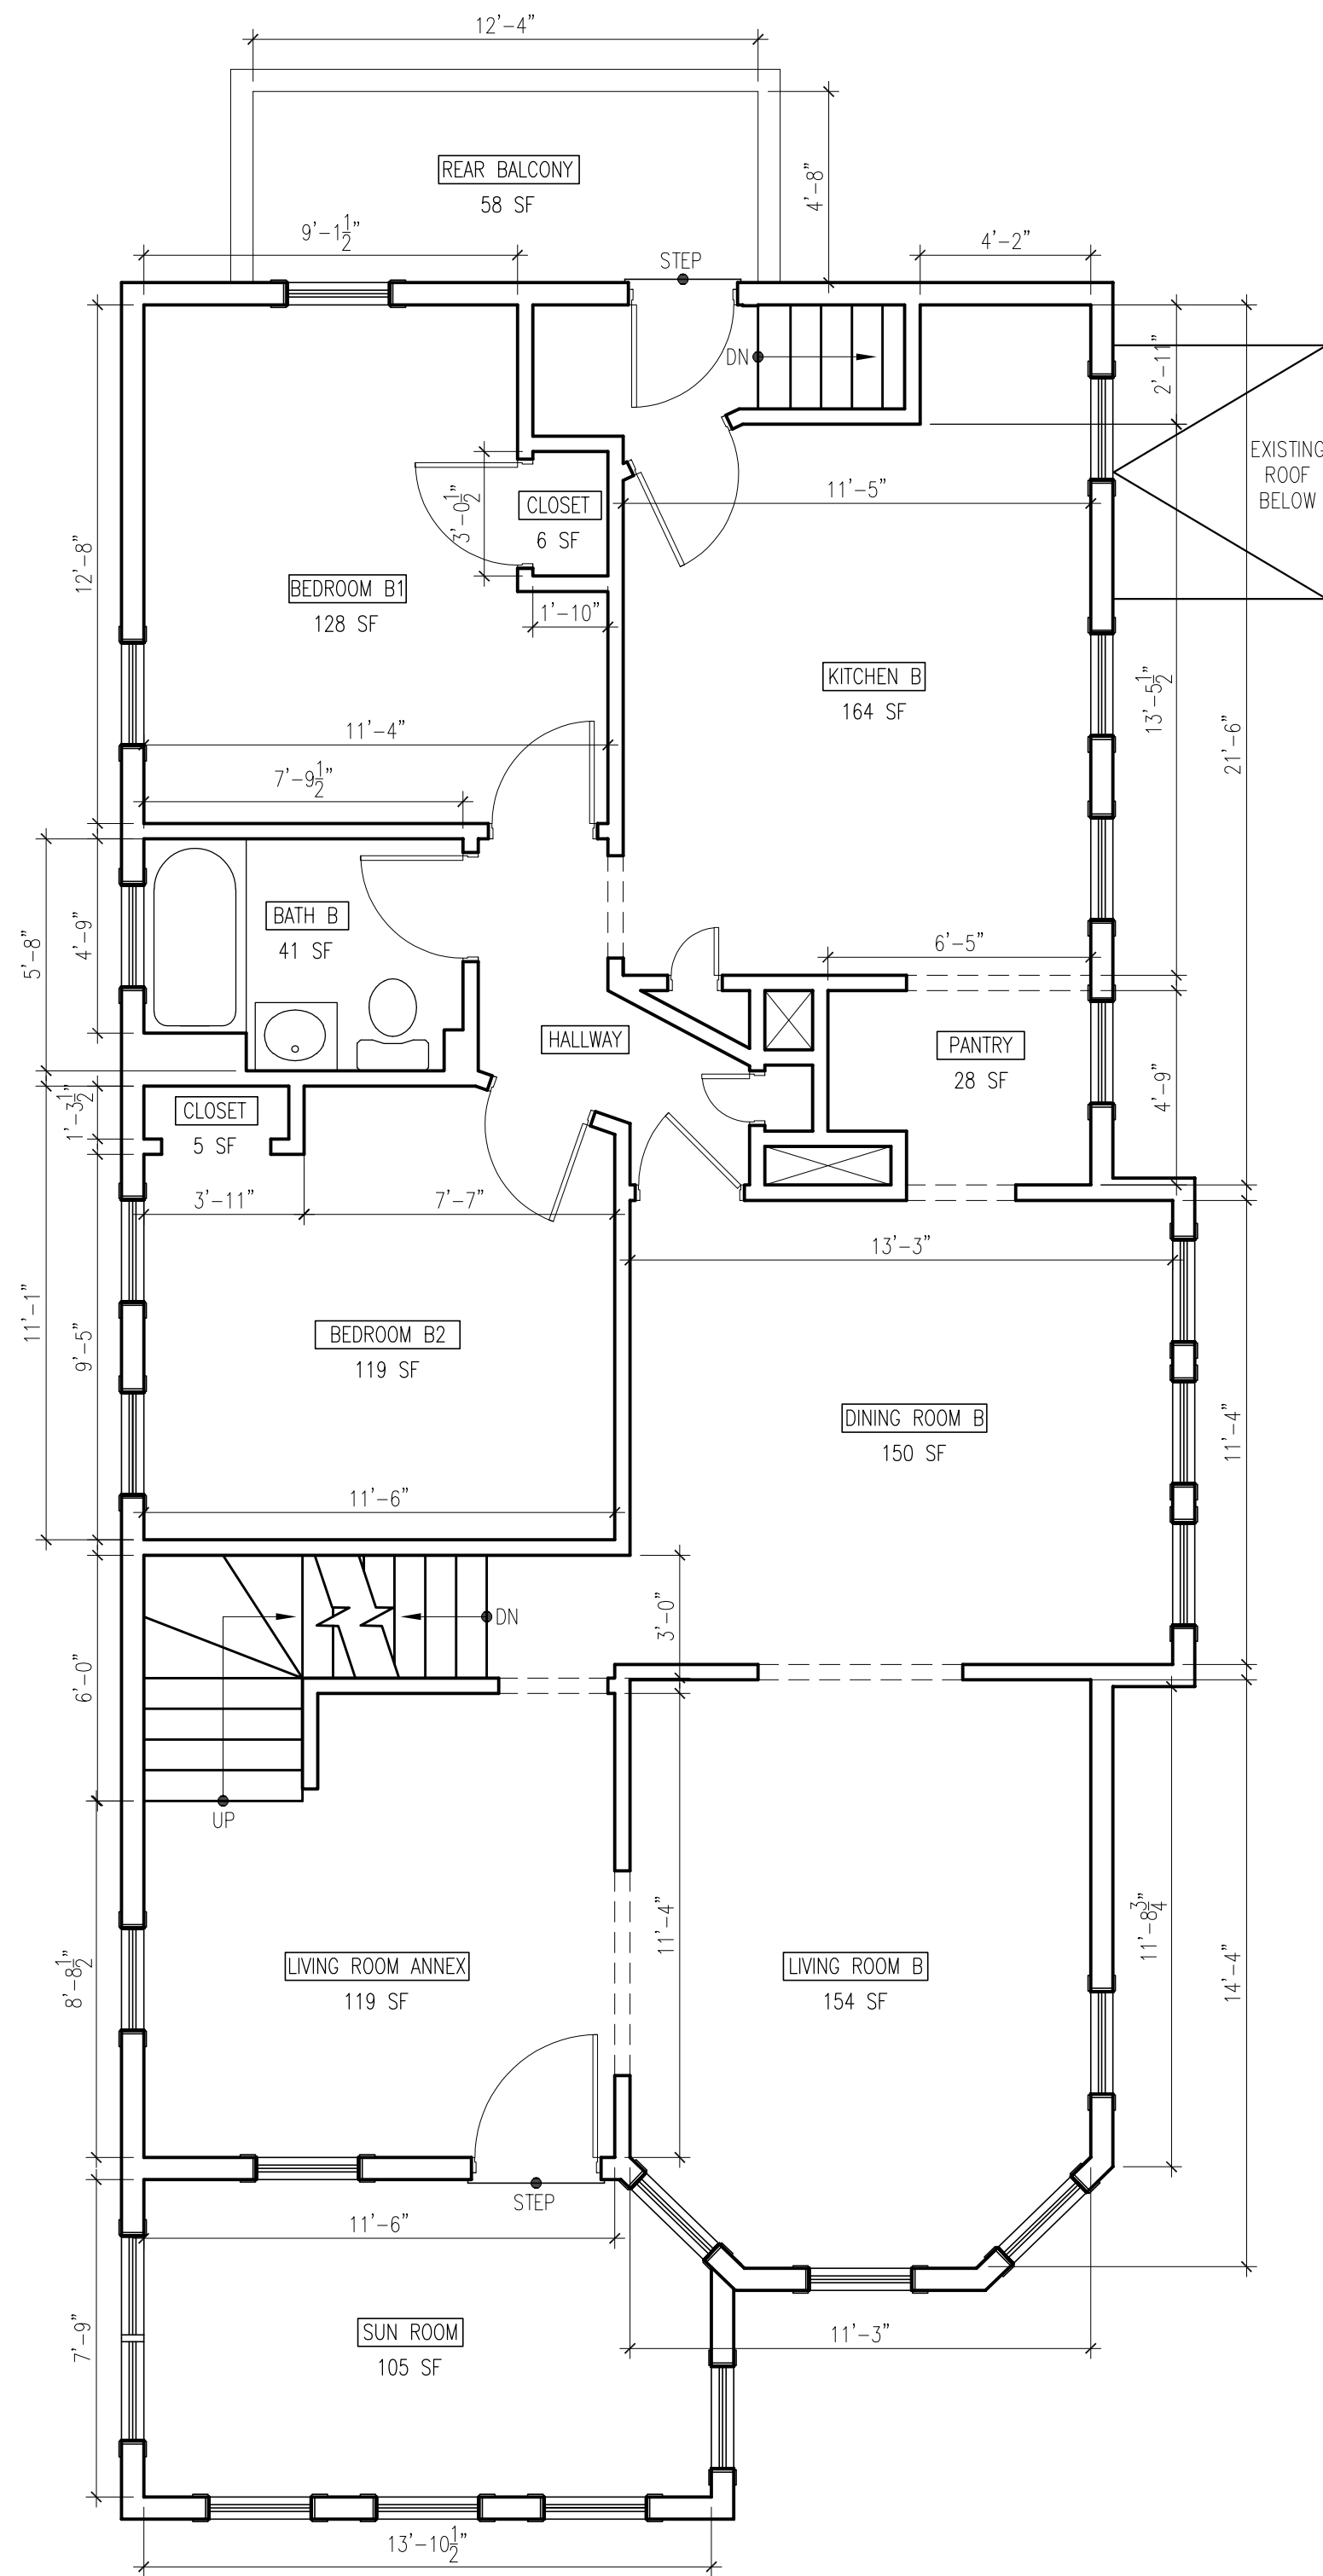 12'-4"
REAR BALCONY
58 SF
4'-8"
9'-1 1/2"
STEP
4'-2"
DN
2'-11"
EXISTING
ROOF
BELOW
11'-5"
CLOSET
6 SF
3'-0 1/2"
12'-8"
BEDROOM B1
128 SF
1'-10"
KITCHEN B
164 SF
13'-5 1/2"
21'-6"
11'-4"
7'-9 1/2"
BATH B
41 SF
5'-8"
4'-9"
6'-5"
HALLWAY
PANTRY
28 SF
4'-9"
1'-3 1/2"
CLOSET
5 SF
3'-11"
7'-7"
13'-3"
11'-1"
9'-5"
BEDROOM B2
119 SF
DINING ROOM B
150 SF
11'-4"
11'-6"
DN
3'-0"
6'-0"
UP
8'-8 1/2"
LIVING ROOM ANNEX
119 SF
11'-4"
LIVING ROOM B
154 SF
11'-8 3/4"
14'-4"
STEP
11'-6"
7'-9"
SUN ROOM
105 SF
11'-3"
13'-10 1/2"